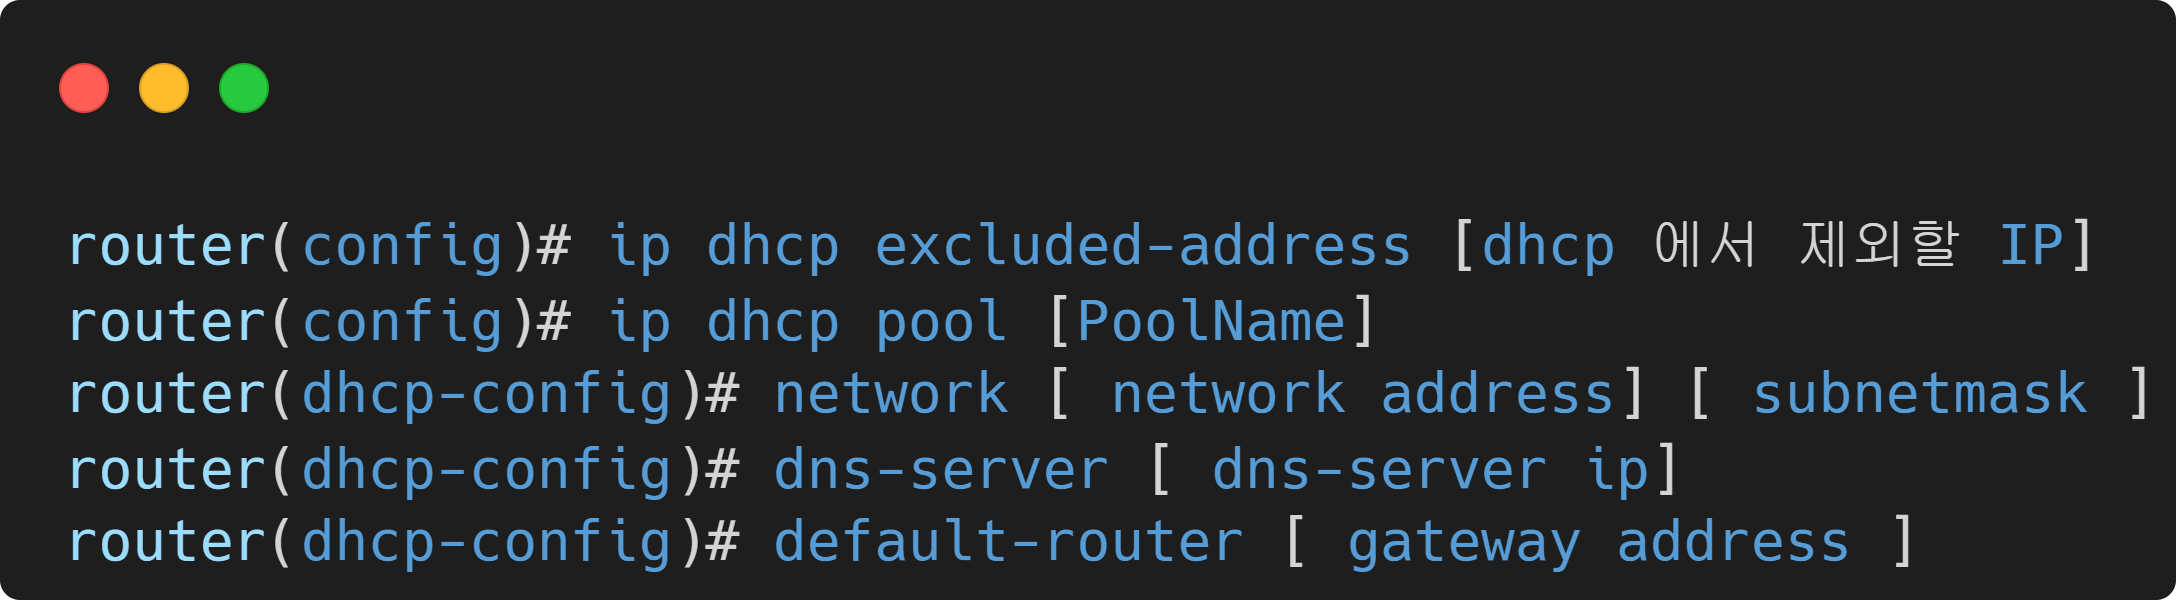 router(config)# ip dhcp excluded-address [dhcp 에서 제외할 IP]
router(config)# ip dhcp pool [PoolName]
router(dhcp-config)# network [ network address] [ subnetmask ]
router(dhcp-config)# dns-server [ dns-server ip]
router(dhcp-config)# default-router [ gateway address ]